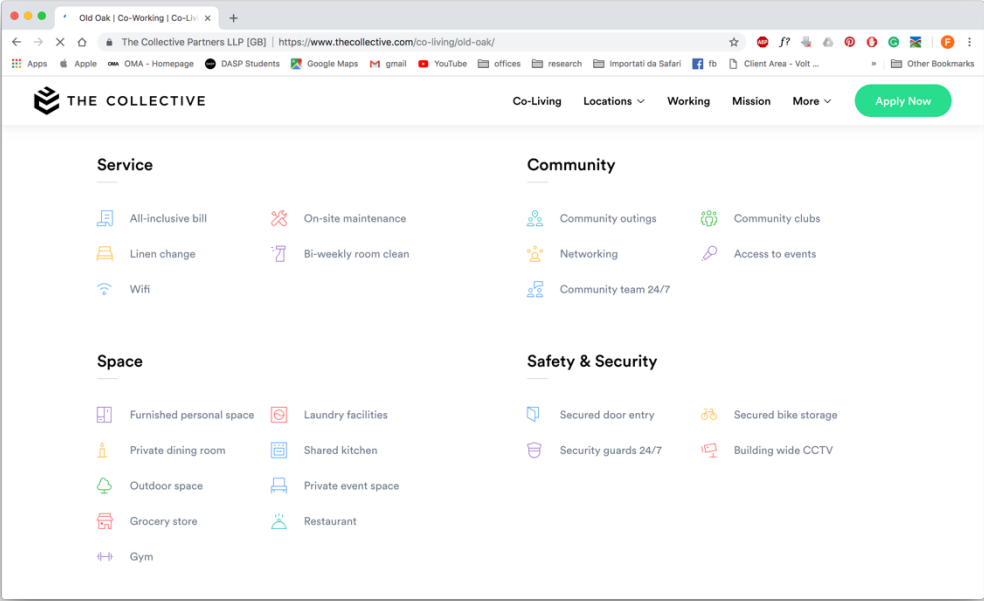 Old Oak | Co-Working | Co-Livi
The Collective Partners LLP [GB] | https://www.thecollective.com/co-living/old-oak/
ABP f?
F
Apps Apple OMA OMA - Homepage DASP Students Google Maps gmail YouTube offices research Importati da Safari fb Client Area - Volt ... » Other Bookmarks
THE COLLECTIVE Co-Living Locations Working Mission More Apply Now
Service
All-inclusive bill On-site maintenance
Linen change Bi-weekly room clean
Wifi
Community
Community outings Community clubs
Networking Access to events
Community team 24/7
Space
Furnished personal space Laundry facilities
Private dining room Shared kitchen
Outdoor space Private event space
Grocery store Restaurant
Gym
Safety & Security
Secured door entry Secured bike storage
Security guards 24/7 Building wide CCTV